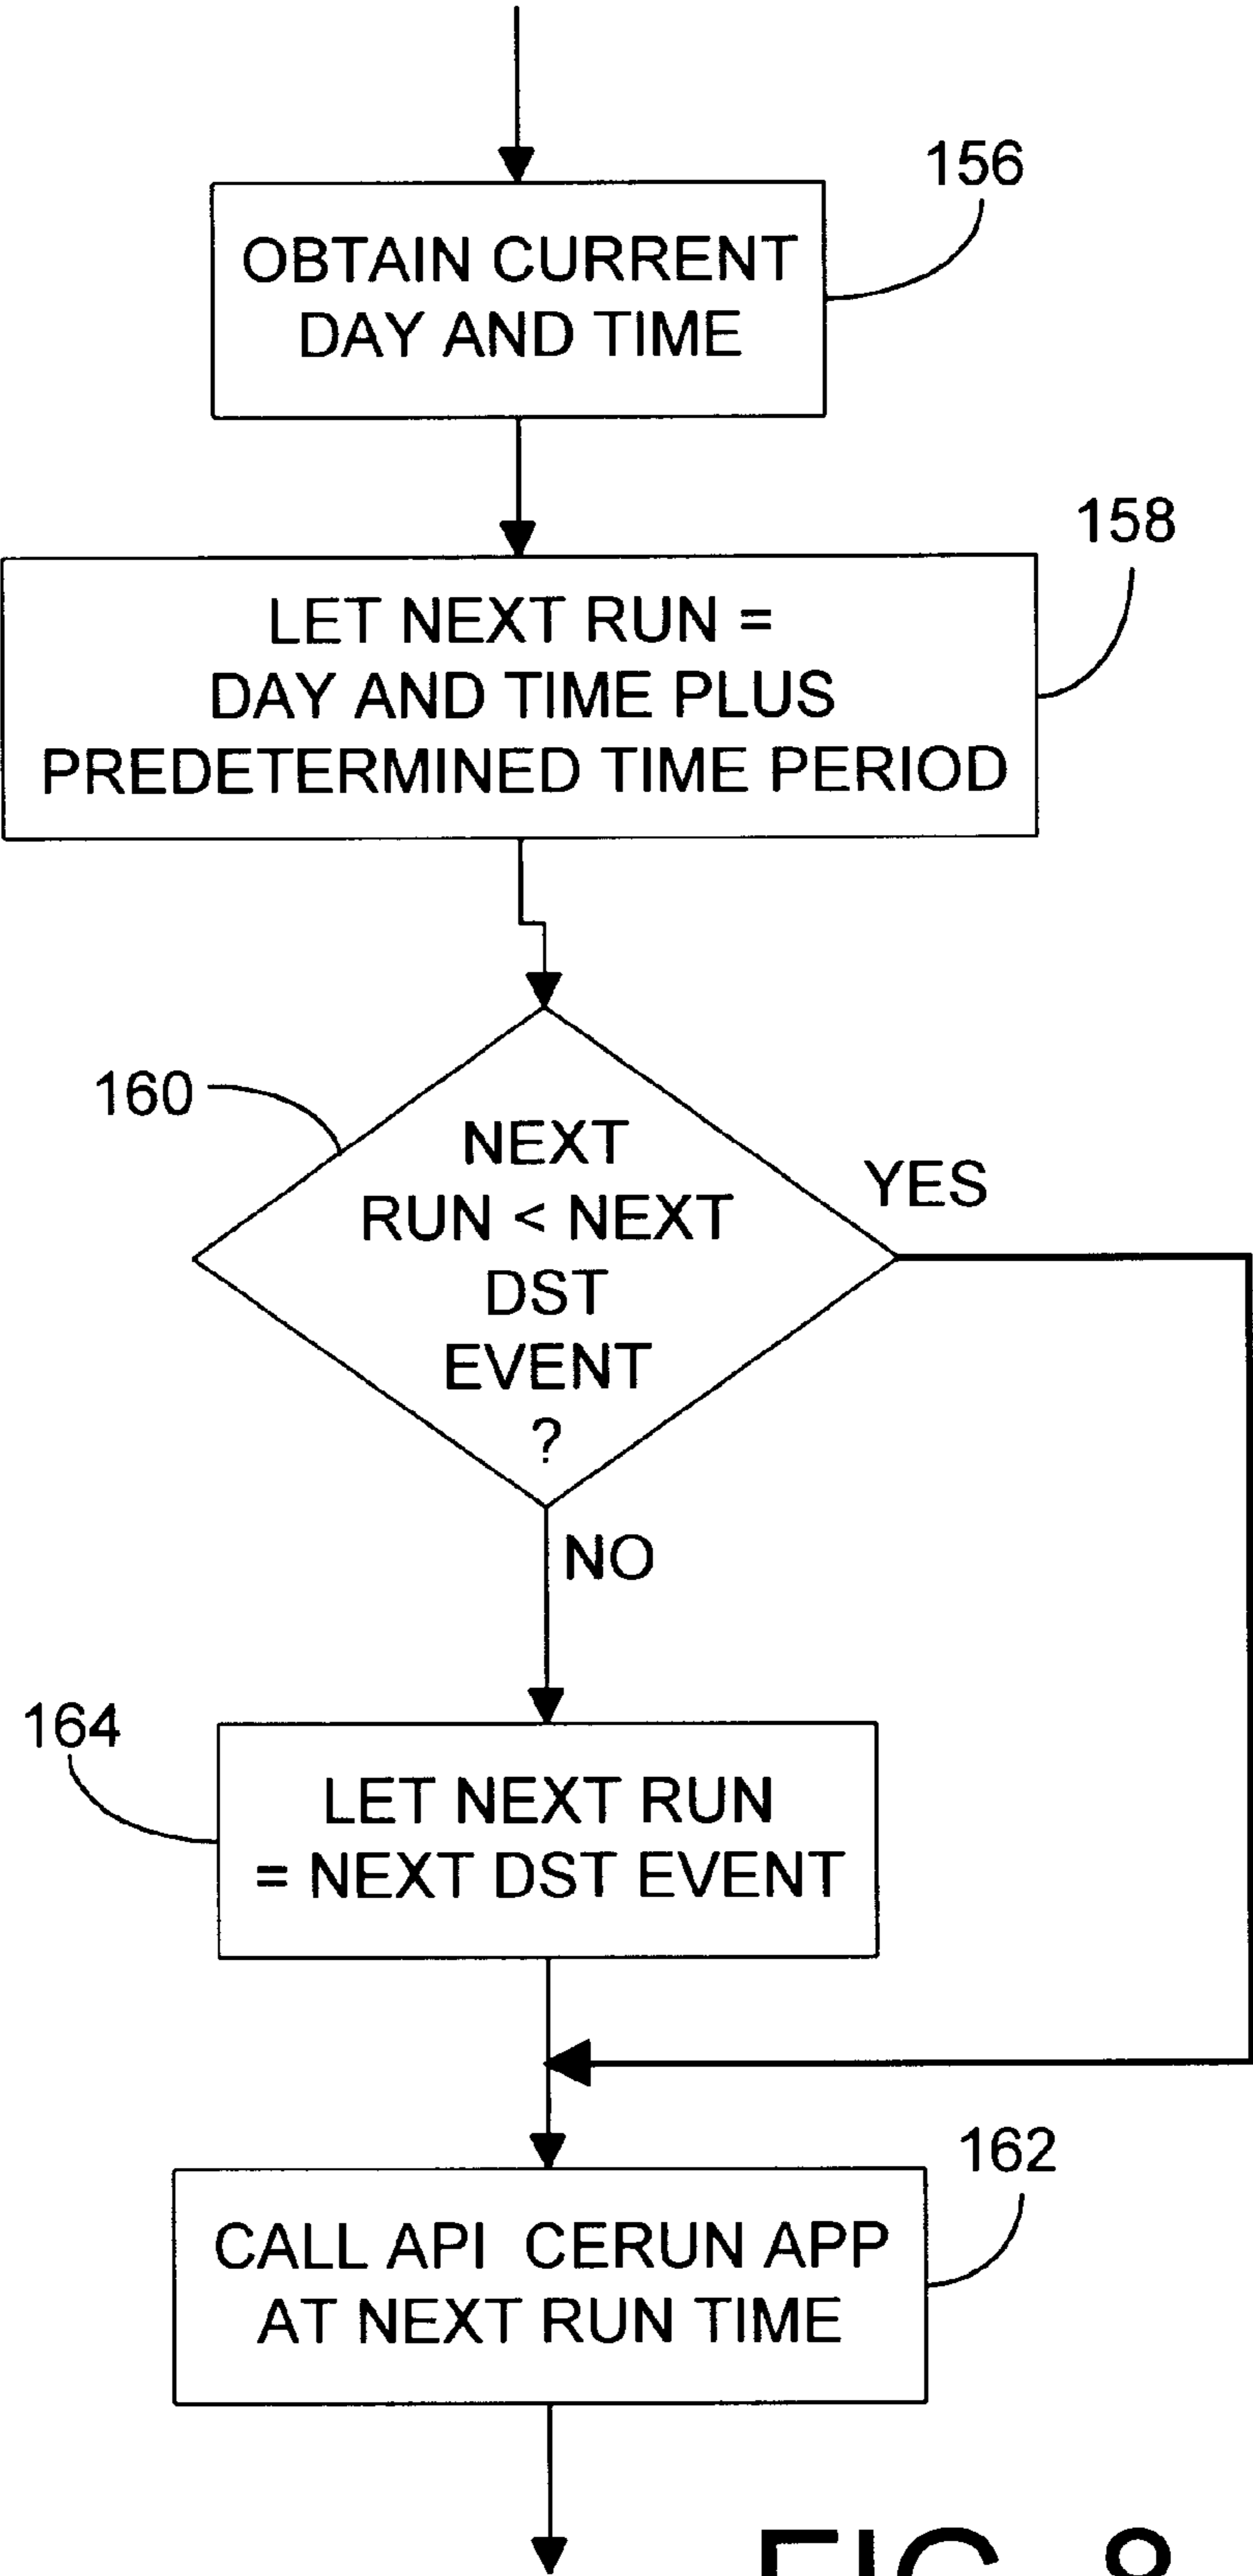 156
OBTAIN CURRENT
DAY AND TIME
158
LET NEXT RUN =
DAY AND TIME PLUS
PREDETERMINED TIME PERIOD
160
NEXT
RUN < NEXT
DST
EVENT
?
YES
NO
164
LET NEXT RUN
= NEXT DST EVENT
162
CALL API CERUN APP
AT NEXT RUN TIME
FIG. 8